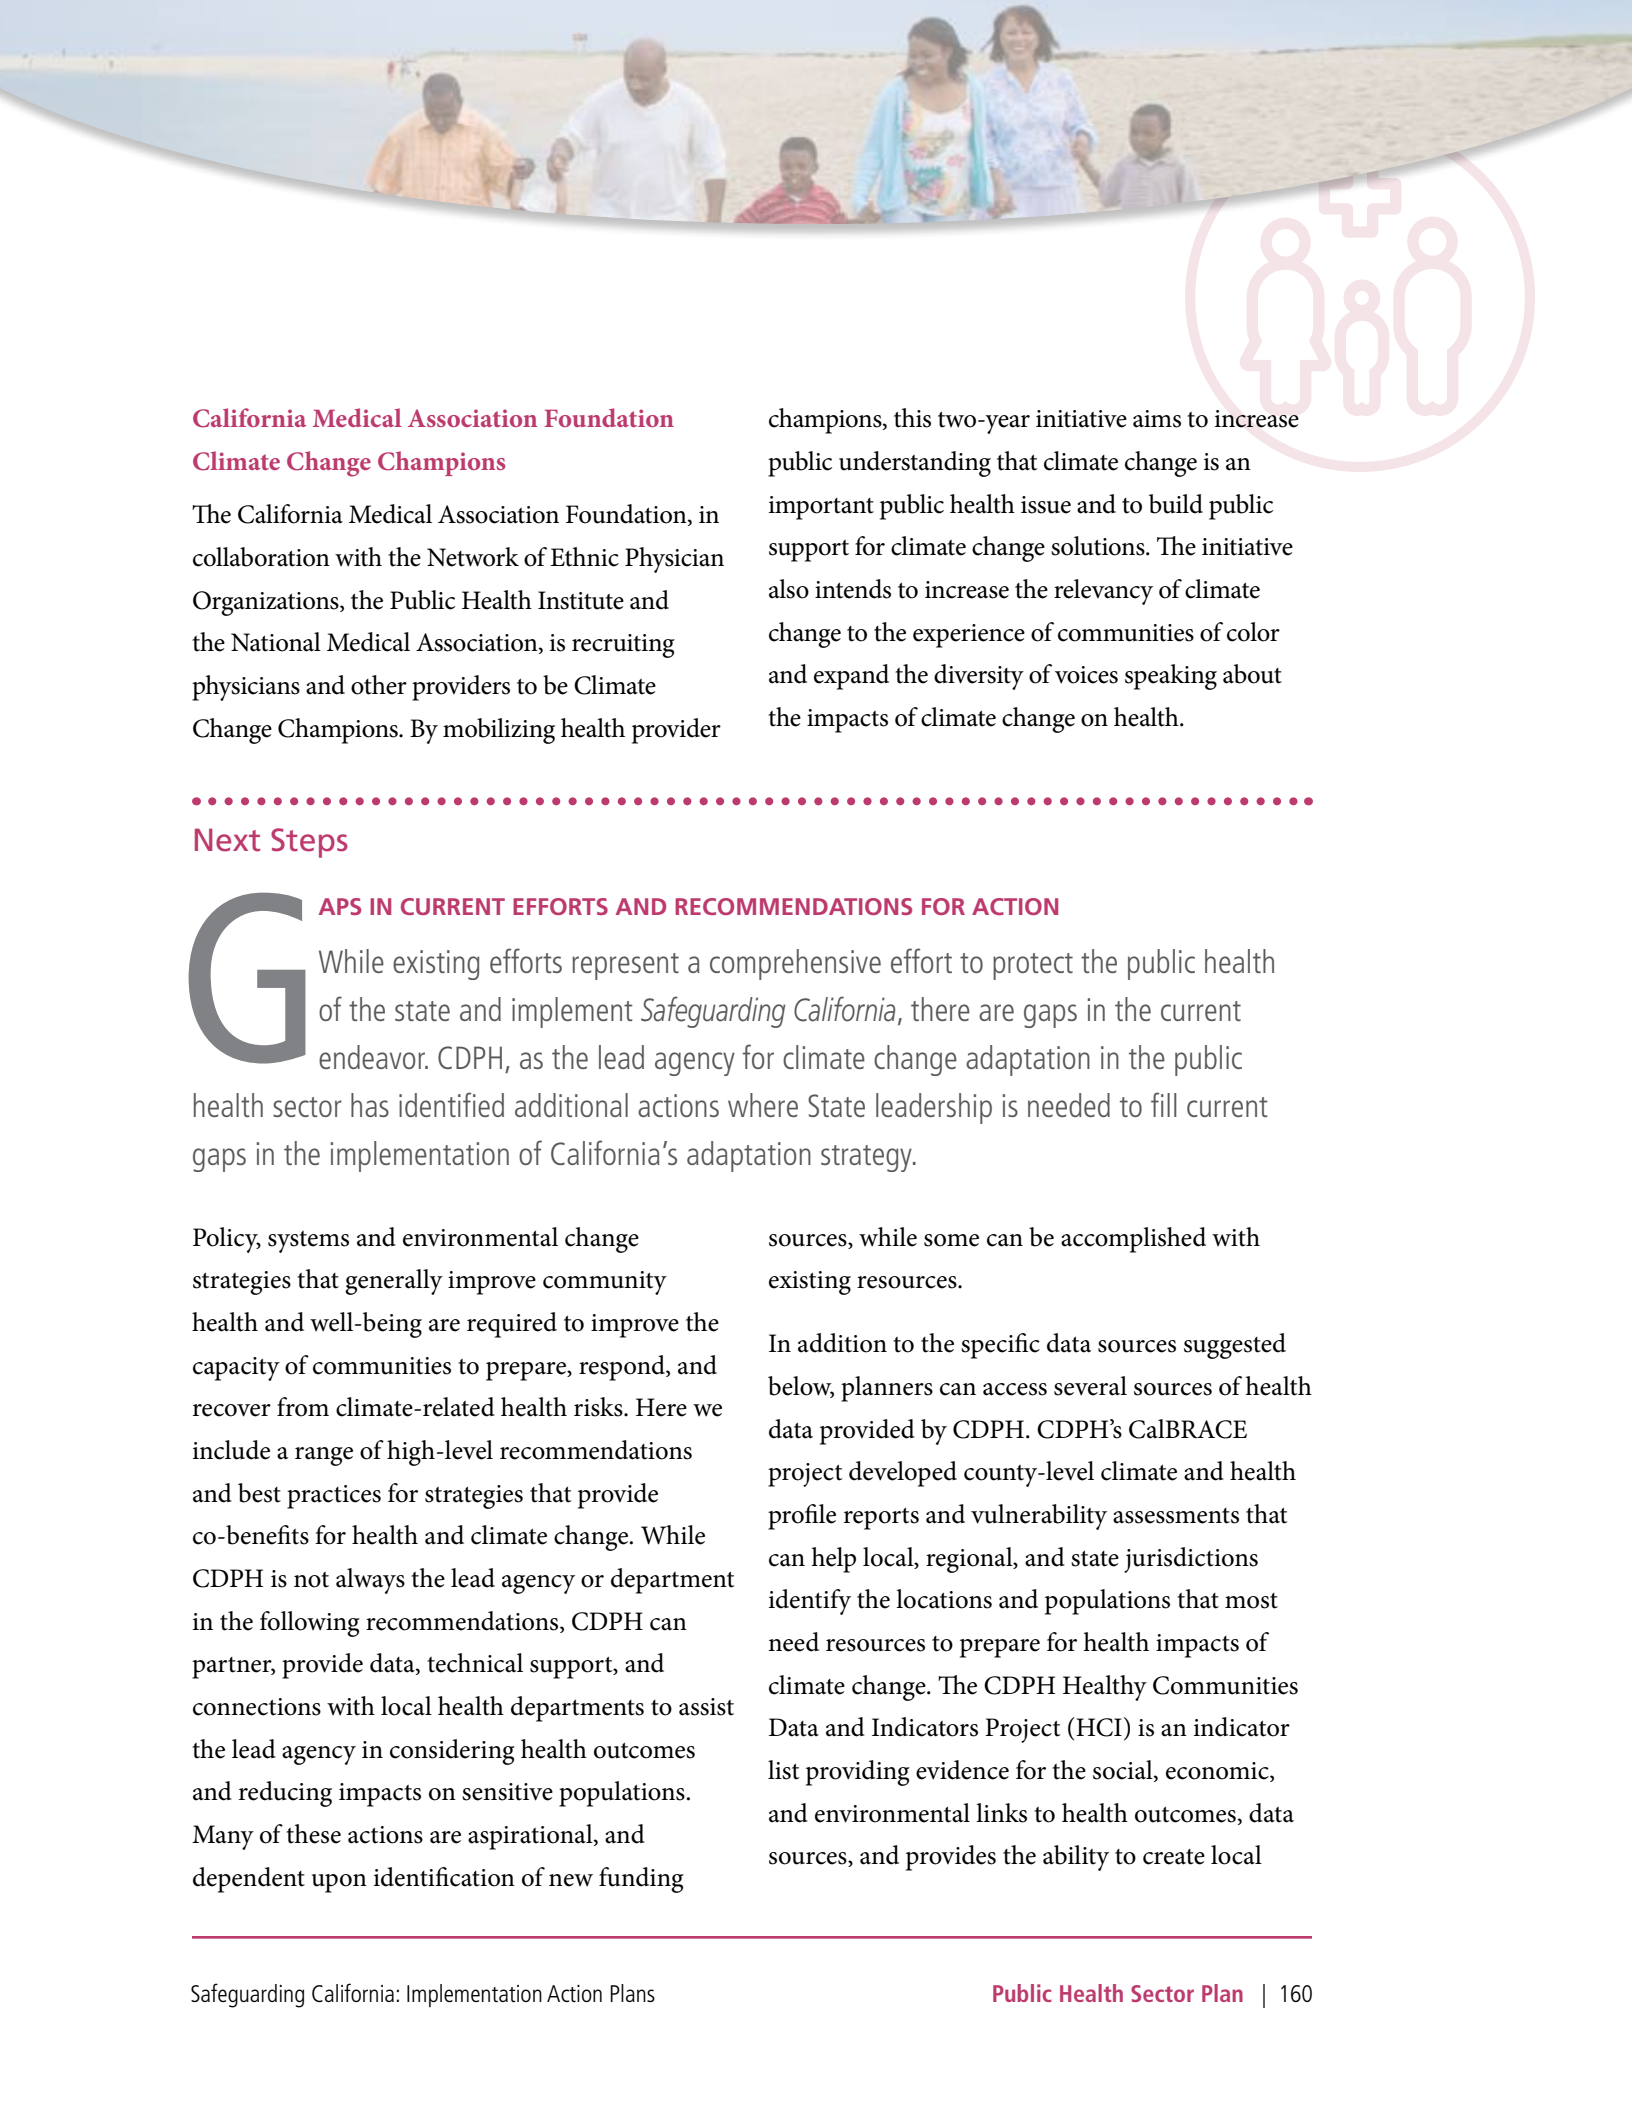 California Medical Association Foundation
Climate Change Champions
The California Medical Association Foundation, in
collaboration with the Network of Ethnic Physician
Organizations, the Public Health Institute and
the National Medical Association, is recruiting
physicians and other providers to be Climate
Change Champions. By mobilizing health provider
champions, this two-year initiative aims to increase
public understanding that climate change is an
important public health issue and to build public
support for climate change solutions. The initiative
also intends to increase the relevancy of climate
change to the experience of communities of color
and expand the diversity of voices speaking about
the impacts of climate change on health.
Next Steps
GAPS IN CURRENT EFFORTS AND RECOMMENDATIONS FOR ACTION
While existing efforts represent a comprehensive effort to protect the public health
of the state and implement Safeguarding California, there are gaps in the current
endeavor. CDPH, as the lead agency for climate change adaptation in the public
health sector has identified additional actions where State leadership is needed to fill current
gaps in the implementation of California's adaptation strategy.
Policy, systems and environmental change
strategies that generally improve community
health and well-being are required to improve the
capacity of communities to prepare, respond, and
recover from climate-related health risks. Here we
include a range of high-level recommendations
and best practices for strategies that provide
co-benefits for health and climate change. While
CDPH is not always the lead agency or department
in the following recommendations, CDPH can
partner, provide data, technical support, and
connections with local health departments to assist
the lead agency in considering health outcomes
and reducing impacts on sensitive populations.
Many of these actions are aspirational, and
dependent upon identification of new funding
sources, while some can be accomplished with
existing resources.
In addition to the specific data sources suggested
below, planners can access several sources of health
data provided by CDPH. CDPH's CalBRACE
project developed county-level climate and health
profile reports and vulnerability assessments that
can help local, regional, and state jurisdictions
identify the locations and populations that most
need resources to prepare for health impacts of
climate change. The CDPH Healthy Communities
Data and Indicators Project (HCI) is an indicator
list providing evidence for the social, economic,
and environmental links to health outcomes, data
sources, and provides the ability to create local
Safeguarding California: Implementation Action Plans
Public Health Sector Plan | 160